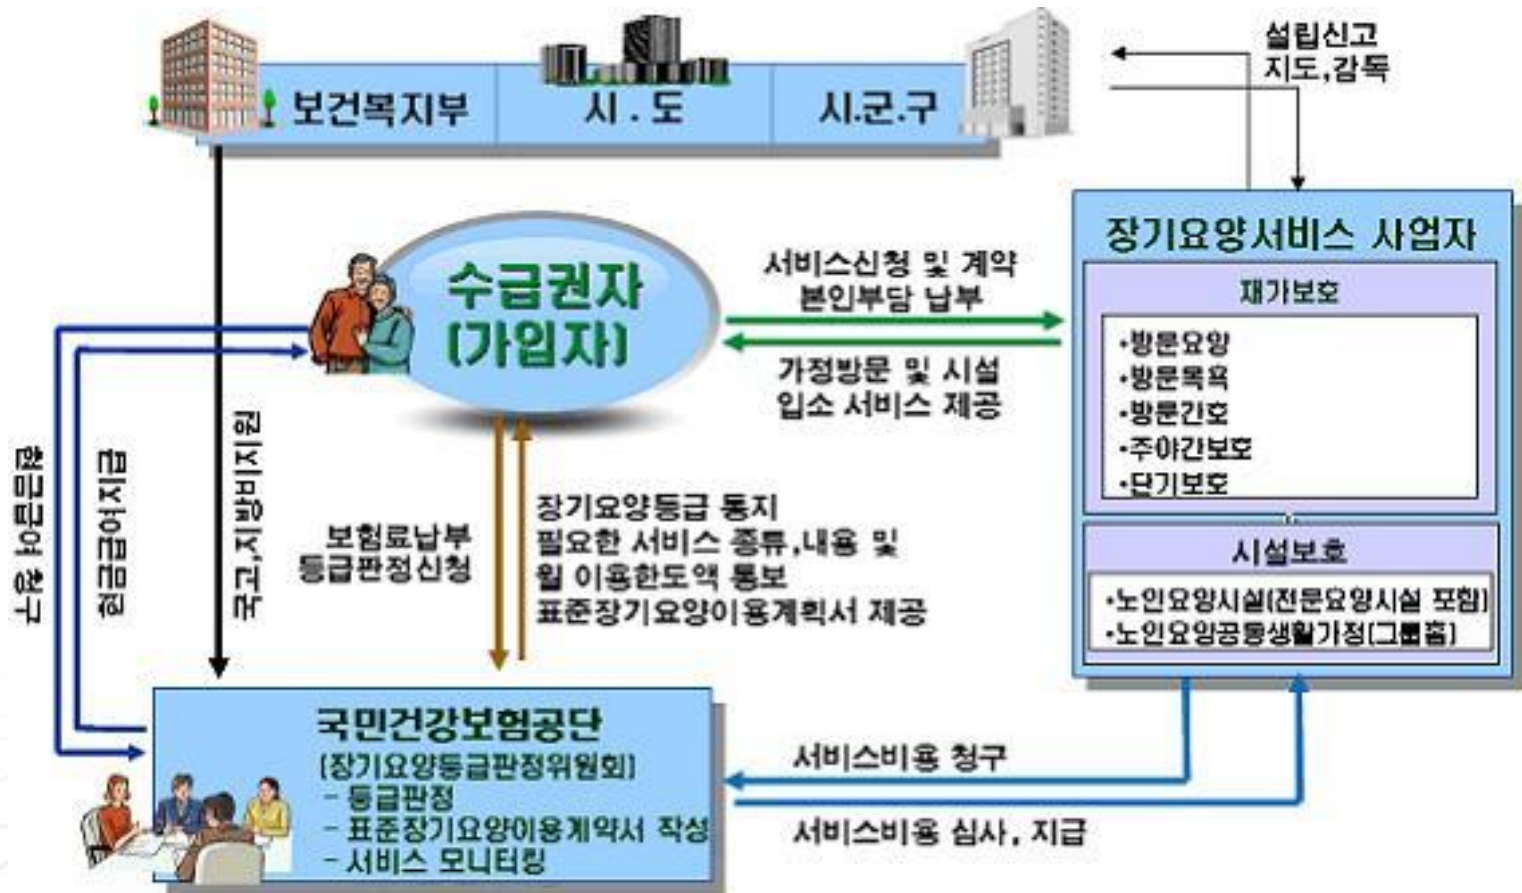 보건복지부
시 . 도
시.군.구
설립신고
지도,감독
수급권자
(가입자)
서비스신청 및 계약
본인부담 납부
가정방문 및 시설
입소 서비스 제공
장기요양서비스 사업자
재가보호
•방문요양
•방문목욕
•방문간호
•주야간보호
•단기보호
시설보호
•노인요양시설(전문요양시설 포함)
•노인요양공동생활가정(그룹홈)
현금급여 청구
현금급여지급
국고,지방비지원
보험료납부
등급판정신청
장기요양등급 통지
필요한 서비스 종류,내용 및
월 이용한도액 통보
표준장기요양이용계획서 제공
국민건강보험공단
(장기요양등급판정위원회)
- 등급판정
- 표준장기요양이용계약서 작성
- 서비스 모니터링
서비스비용 청구
서비스비용 심사, 지급